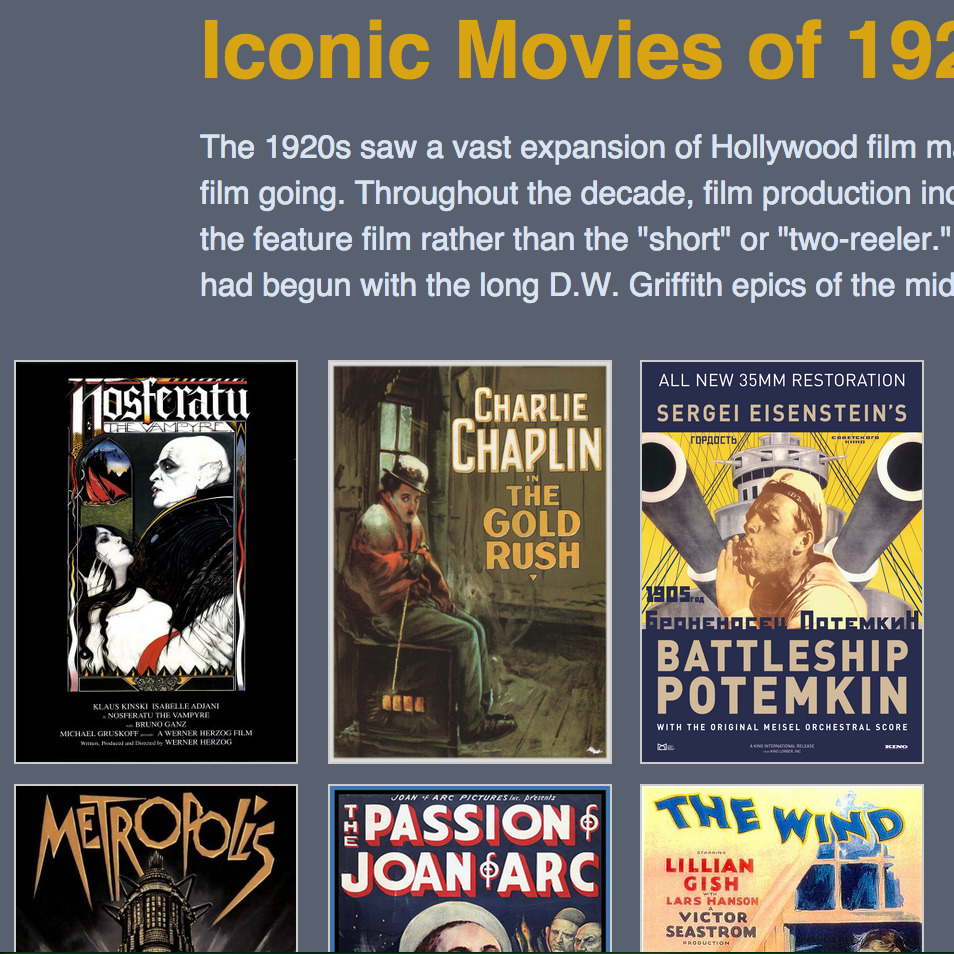 Iconic Movies of 192
The 1920s saw a vast expansion of Hollywood film ma
film going. Throughout the decade, film production inc
the feature film rather than the "short" or "two-reeler."
had begun with the long D.W. Griffith epics of the mid
Nosferatu
THE VAMPYRE
KLAUS KINSKI ISABELLE ADJANI
in NOSFERATU THE VAMPYRE
with BRUNO GANZ
MICHAEL GRUSKOFF presents A WERNER HERZOG FILM
Written, Produced and Directed by WERNER HERZOG
CHARLIE
CHAPLIN
IN
THE
GOLD
RUSH
ALL NEW 35MM RESTORATION
SERGEI EISENSTEIN'S
ГОРДОСТЬ
СОВЕТСКОГО
КИНО
1905 год
Броненосец Потемкин
BATTLESHIP
POTEMKIN
WITH THE ORIGINAL MEISEL ORCHESTRAL SCORE
A KINO INTERNATIONAL RELEASE
KINO LORBER, INC.
KINO
METROPOLIS
JOAN of ARC PICTURES Inc. presents
THE PASSION of
JOAN of ARC
THE WIND
STARRING
LILLIAN
GISH
WITH
LARS HANSON
A
VICTOR
SEASTROM
PRODUCTION